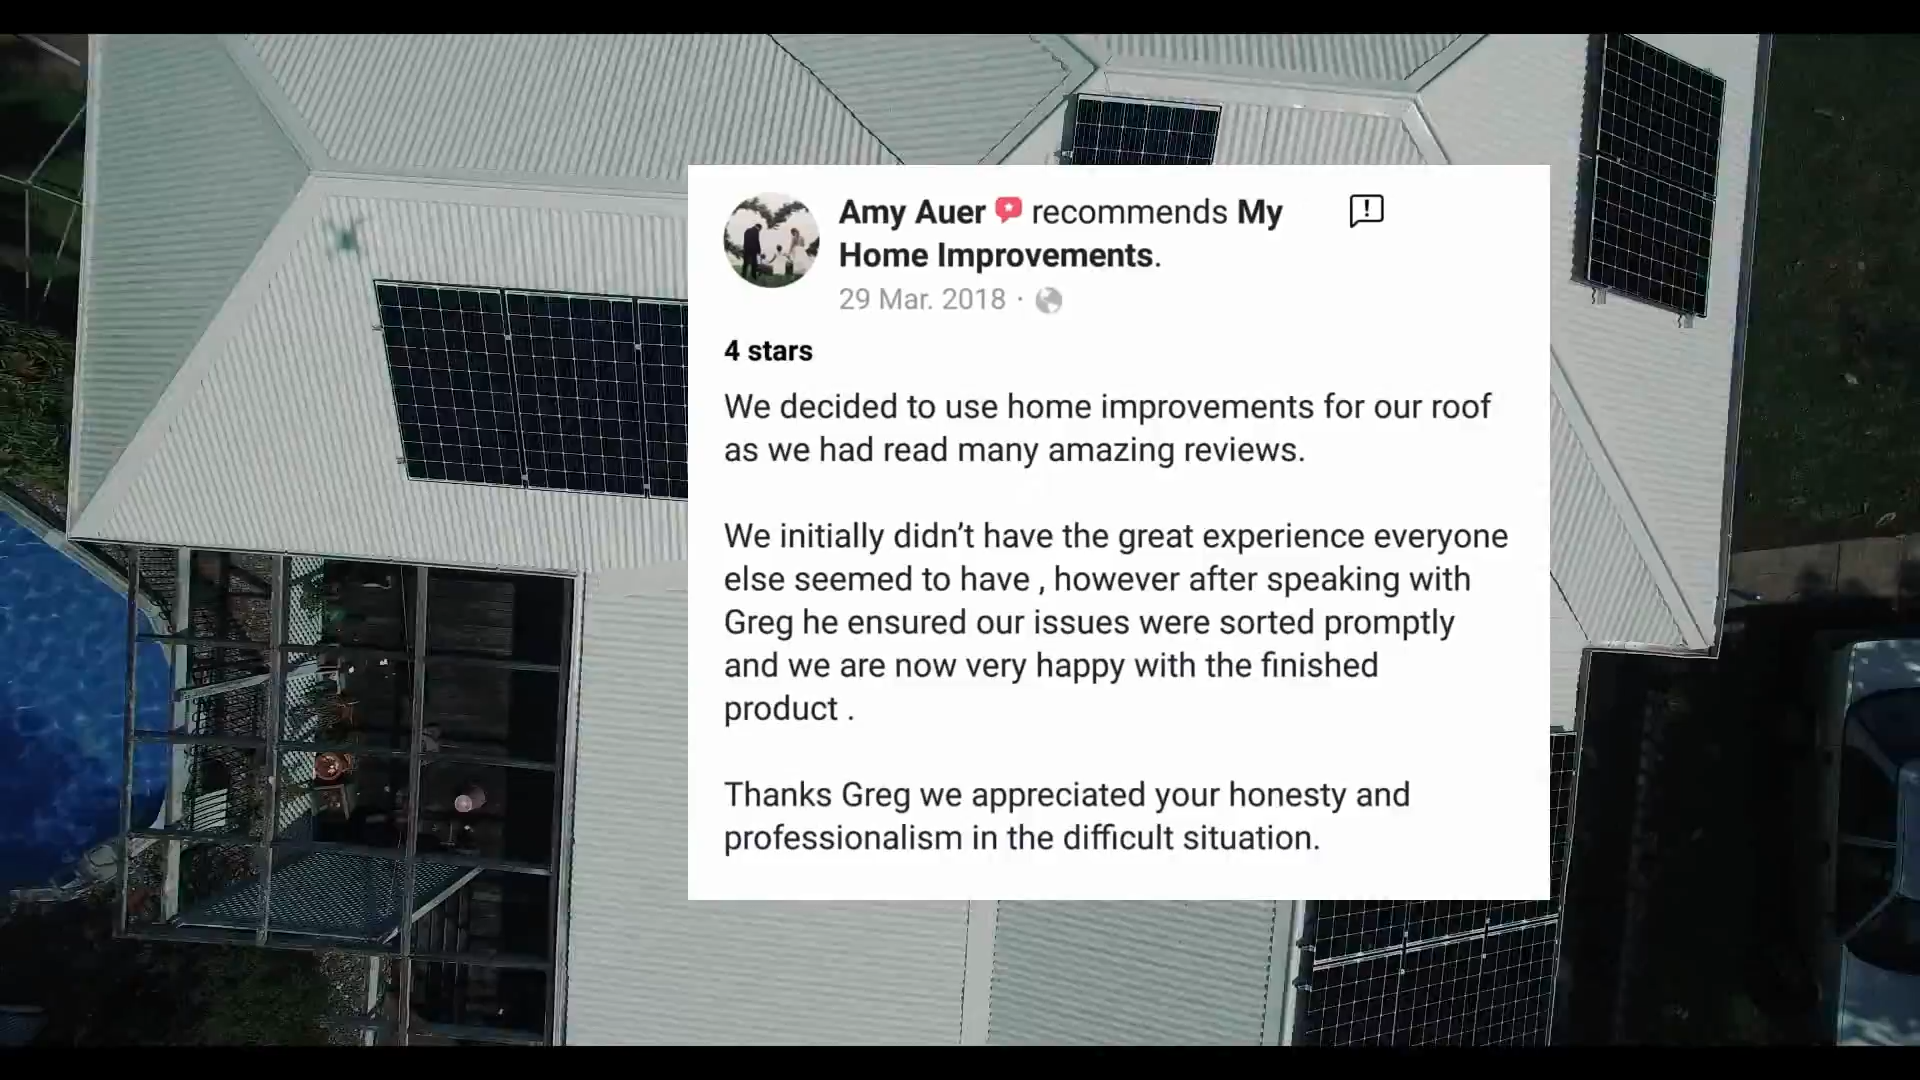 Amy Auer recommends My
Home Improvements.
29 Mar. 2018 ·
4 stars
We decided to use home improvements for our roof
as we had read many amazing reviews.
We initially didn’t have the great experience everyone
else seemed to have , however after speaking with
Greg he ensured our issues were sorted promptly
and we are now very happy with the finished
product .
Thanks Greg we appreciated your honesty and
professionalism in the difficult situation.